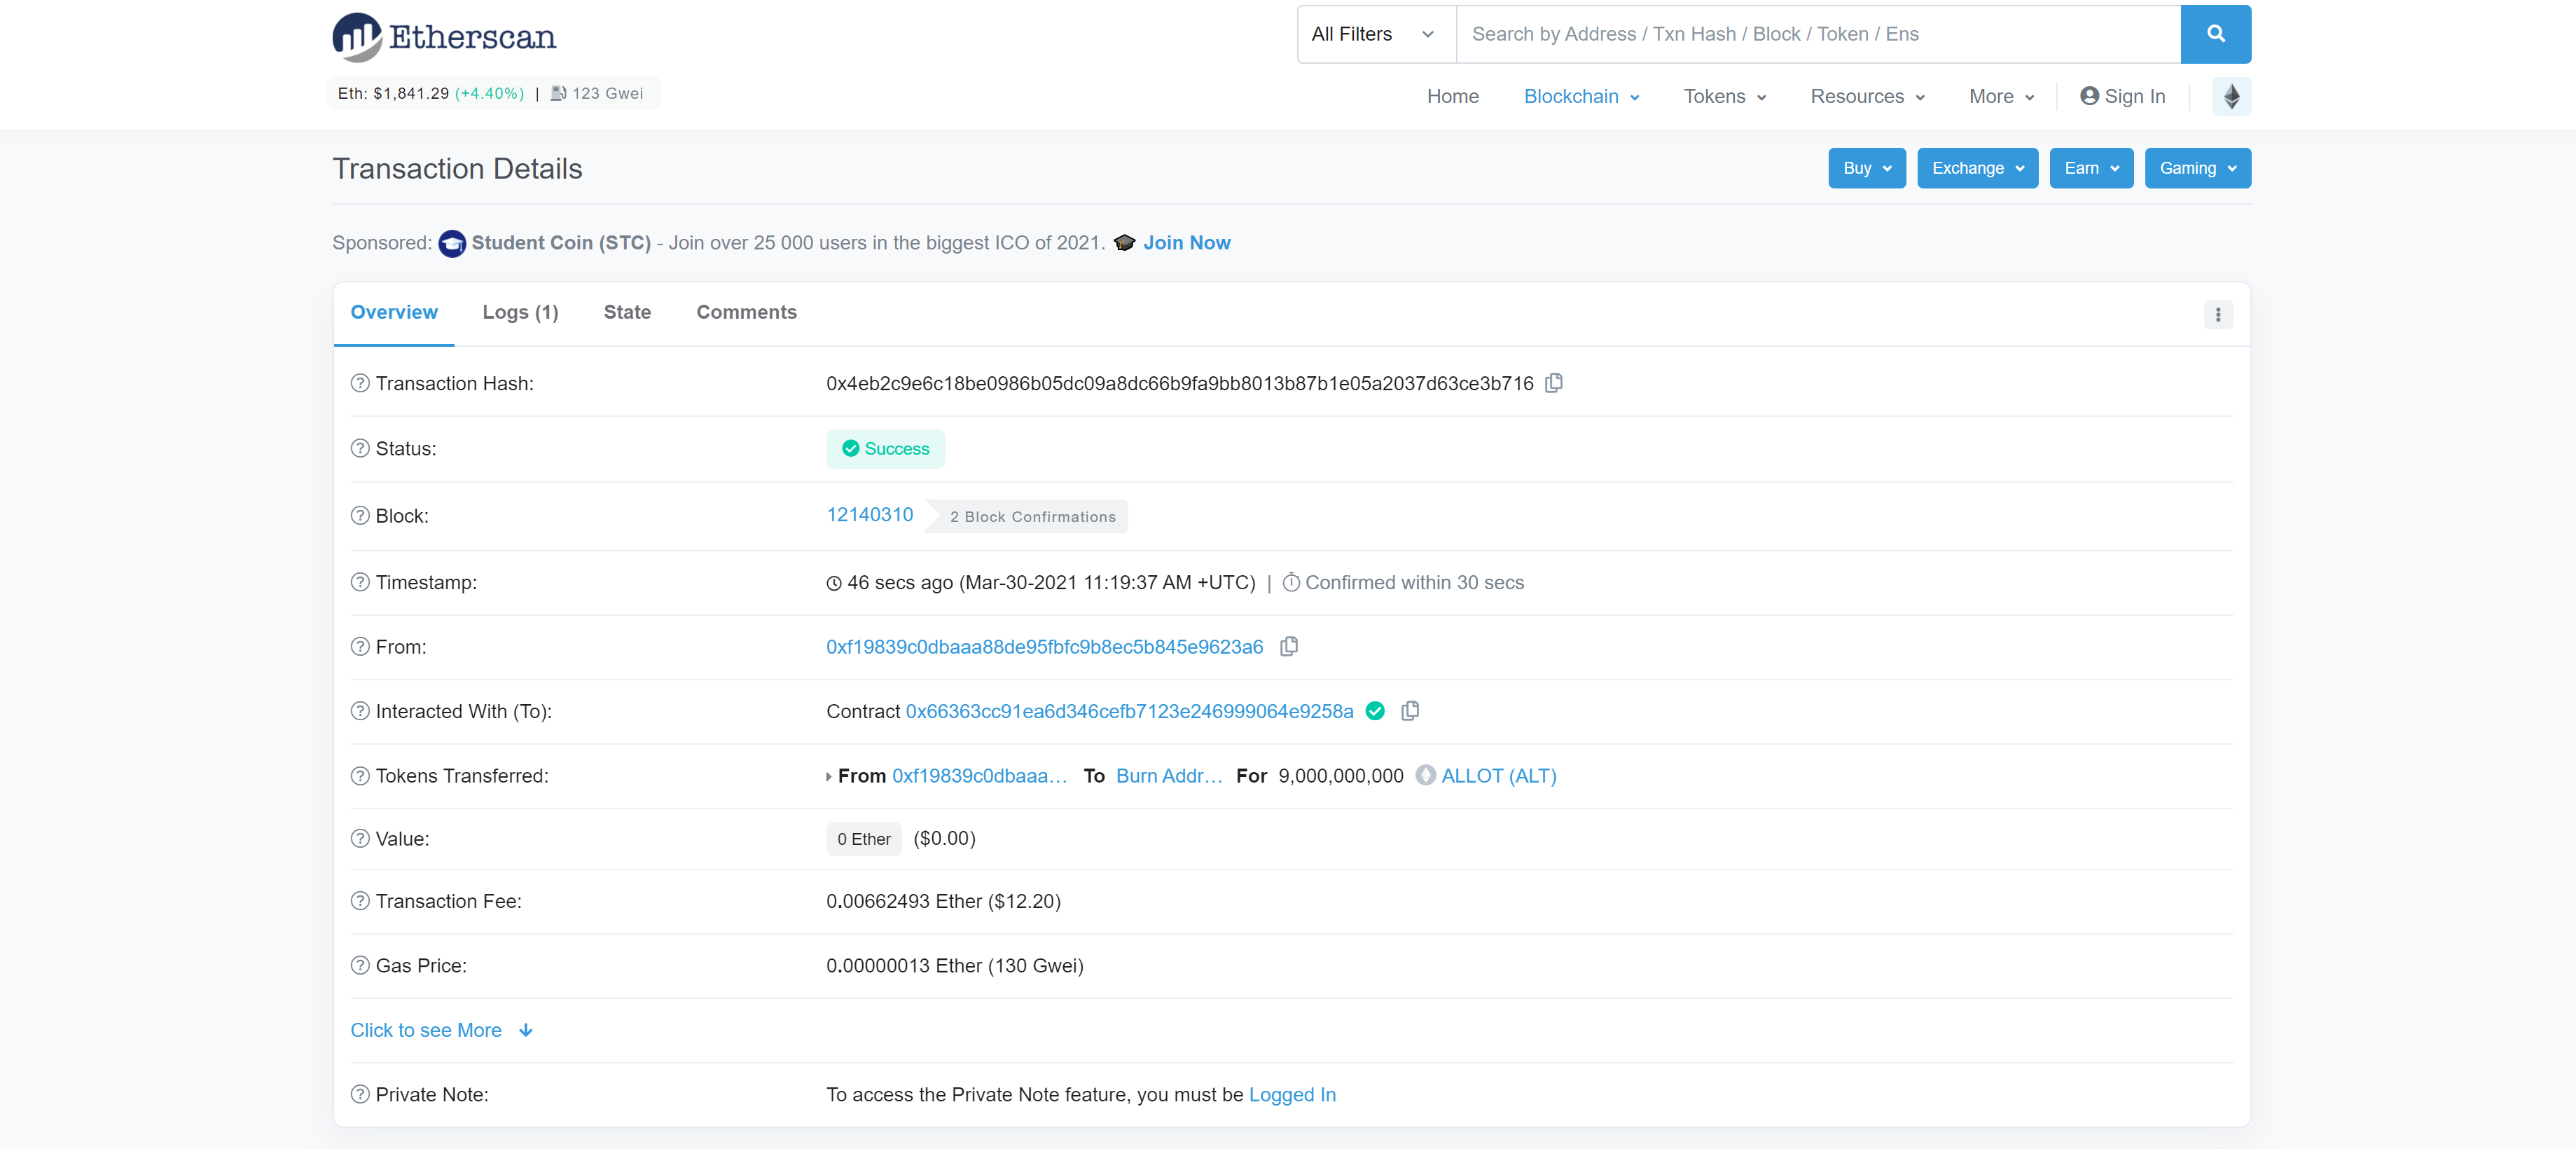 Etherscan
All Filters
Search by Address / Txn Hash / Block / Token / Ens
Eth: $1,841.29 (+4.40%) | 123 Gwei
Home Blockchain Tokens Resources More Sign In
Transaction Details
Buy Exchange Earn Gaming
Sponsored: Student Coin (STC) - Join over 25 000 users in the biggest ICO of 2021. Join Now
Overview Logs (1) State Comments
Transaction Hash: 0x4eb2c9e6c18be0986b05dc09a8dc66b9fa9bb8013b87b1e05a2037d63ce3b716
Status: Success
Block: 12140310 2 Block Confirmations
Timestamp: 46 secs ago (Mar-30-2021 11:19:37 AM +UTC) | Confirmed within 30 secs
From: 0xf19839c0dbaaa88de95fbfc9b8ec5b845e9623a6
Interacted With (To): Contract 0x66363cc91ea6d346cefb7123e246999064e9258a
Tokens Transferred: From 0xf19839c0dbaaa... To Burn Addr... For 9,000,000,000 ALLOT (ALT)
Value: 0 Ether ($0.00)
Transaction Fee: 0.00662493 Ether ($12.20)
Gas Price: 0.00000013 Ether (130 Gwei)
Click to see More
Private Note: To access the Private Note feature, you must be Logged In